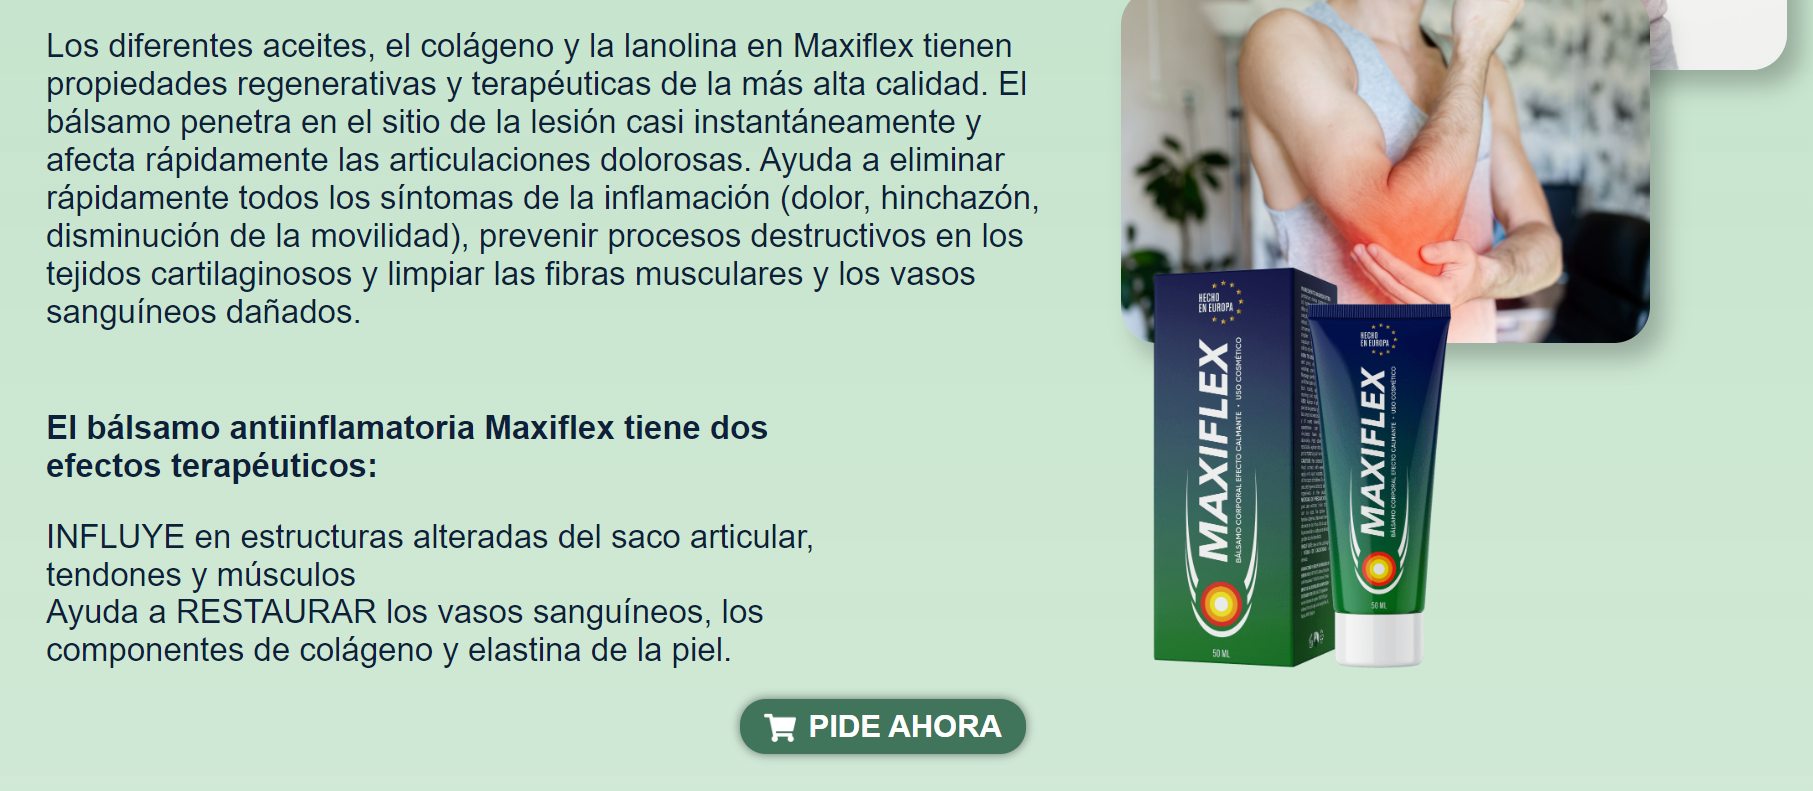 Los diferentes aceites, el colágeno y la lanolina en Maxiflex tienen
propiedades regenerativas y terapéuticas de la más alta calidad. El
bálsamo penetra en el sitio de la lesión casi instantáneamente y
afecta rápidamente las articulaciones dolorosas. Ayuda a eliminar
rápidamente todos los síntomas de la inflamación (dolor, hinchazón,
disminución de la movilidad), prevenir procesos destructivos en los
tejidos cartilaginosos y limpiar las fibras musculares y los vasos
sanguíneos dañados.
El bálsamo antiinflamatoria Maxiflex tiene dos
efectos terapéuticos:
INFLUYE en estructuras alteradas del saco articular,
tendones y músculos
Ayuda a RESTAURAR los vasos sanguíneos, los
componentes de colágeno y elastina de la piel.
PIDE AHORA
HECHO
EN EUROPA
MAXIFLEX
BÁLSAMO CORPORAL EFECTO CALMANTE • USO COSMÉTICO
50 ML
HECHO
EN EUROPA
MAXIFLEX
BÁLSAMO CORPORAL EFECTO CALMANTE • USO COSMÉTICO
50 ML